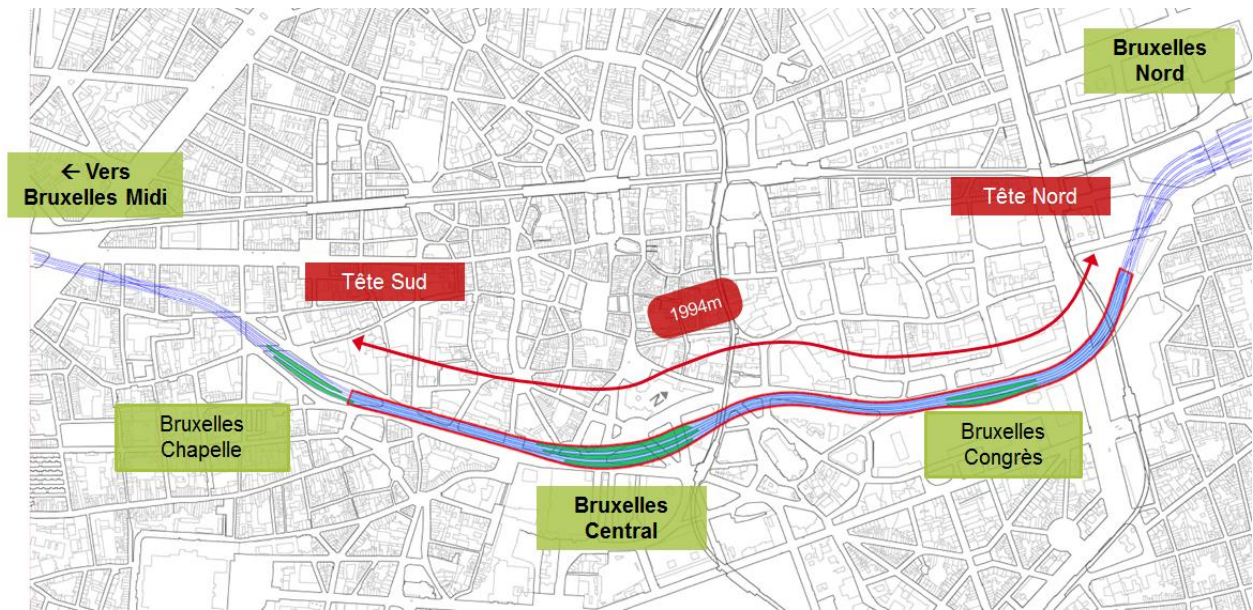 Bruxelles
Nord
← Vers
Bruxelles Midi
Tête Nord
Tête Sud
1994m
N
Bruxelles
Chapelle
Bruxelles
Congrès
Bruxelles
Central